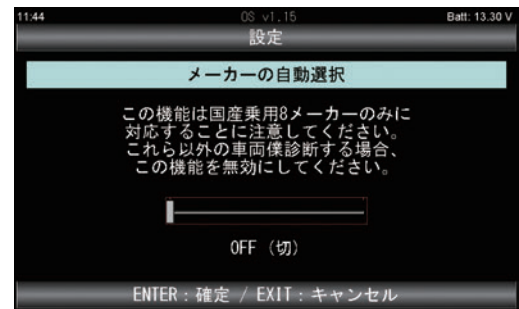 11:44 OS v1.15 Batt: 13.30 V
設定
メーカーの自動選択
この機能は国産乗用8メーカーのみに
対応することに注意してください。
これら以外の車両僕診断する場合、
この機能を無効にしてください。
OFF (切)
ENTER：確定 / EXIT：キャンセル